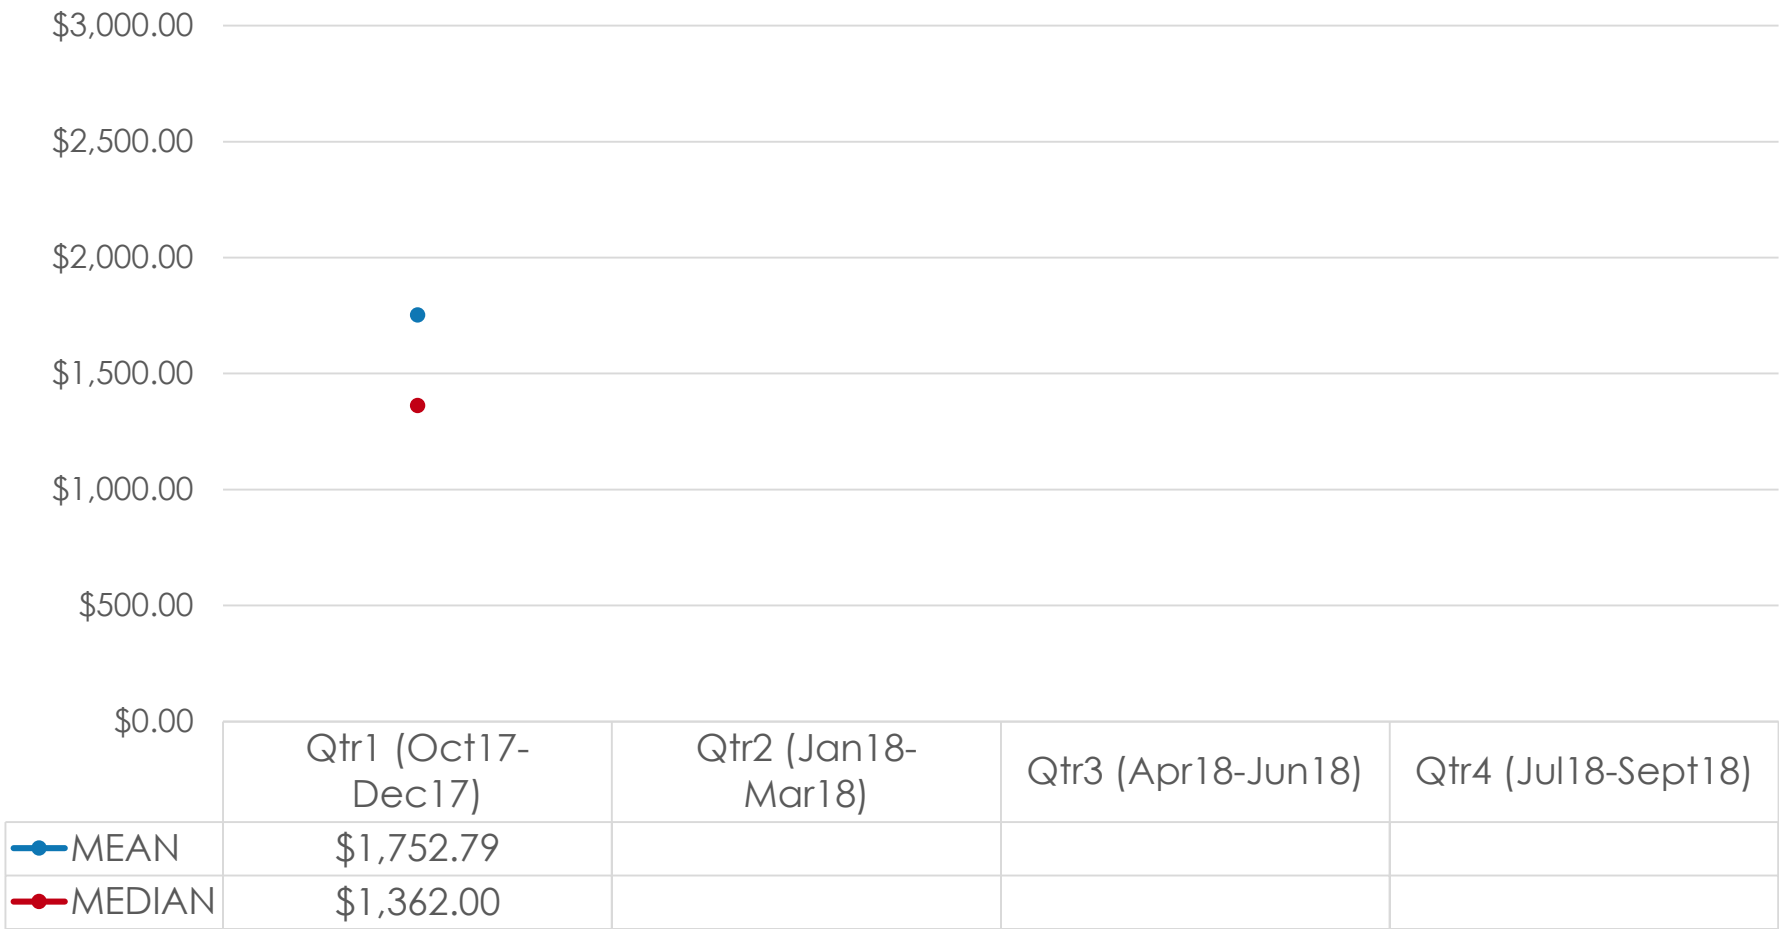 $3,000.00
$2,500.00
$2,000.00
$1,500.00
$1,000.00
$500.00
$0.00
Qtr1 (Oct17-
Dec17)
Qtr2 (Jan18-
Mar18)
Qtr3 (Apr18-Jun18)
Qtr4 (Jul18-Sept18)
MEAN $1,752.79
MEDIAN $1,362.00